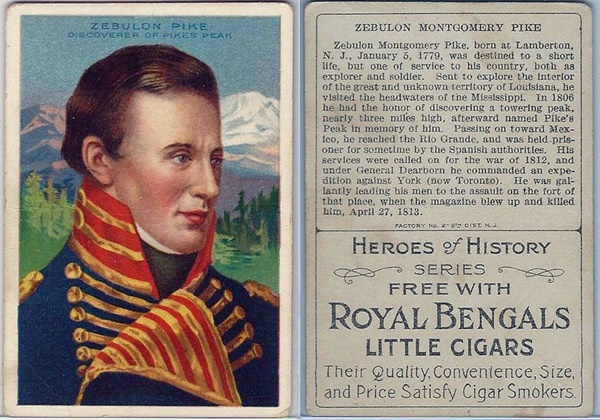 ZEBULON PIKE
DISCOVERER OF PIKE'S PEAK
ZEBULON MONTGOMERY PIKE
Zebulon Montgomery Pike, born at Lamberton,
N. J., January 5, 1779, was destined to a short
life, but one of service to his country, both as
explorer and soldier. Sent to explore the interior
of the great and unknown territory of Louisiana, he
visited the headwaters of the Mississippi. In 1806
he had the honor of discovering a towering peak,
nearly three miles high, afterward named Pike's
Peak in memory of him. Passing on toward Mex-
ico, he reached the Rio Grande, and was held pris-
oner for sometime by the Spanish authorities. His
services were called on for the war of 1812, and
under General Dearborn he commanded an expe-
dition against York (now Toronto). He was gal-
lantly leading his men to the assault on the fort of
that place, when the magazine blew up and killed
him, April 27, 1813.
FACTORY No. 2-5TH DIST. N.J.
HEROES of HISTORY
SERIES
FREE WITH
ROYAL BENGALS
LITTLE CIGARS
Their Quality, Convenience, Size,
and Price Satisfy Cigar Smokers.